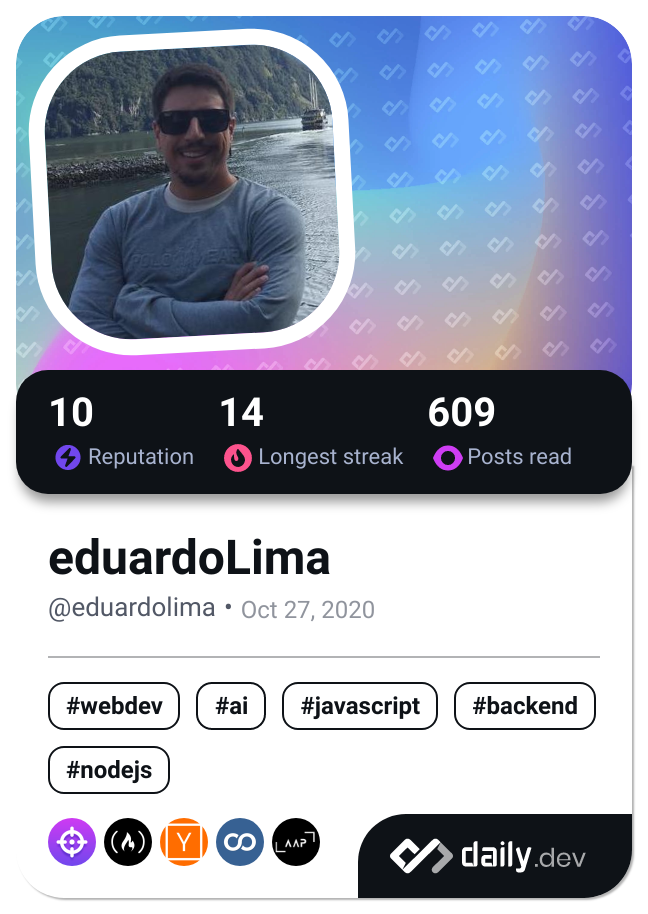 10 14 609
Reputation Longest streak Posts read
eduardoLima
@eduardolima • Oct 27, 2020
#webdev #ai #javascript #backend
#nodejs
Y
AAP
daily.dev